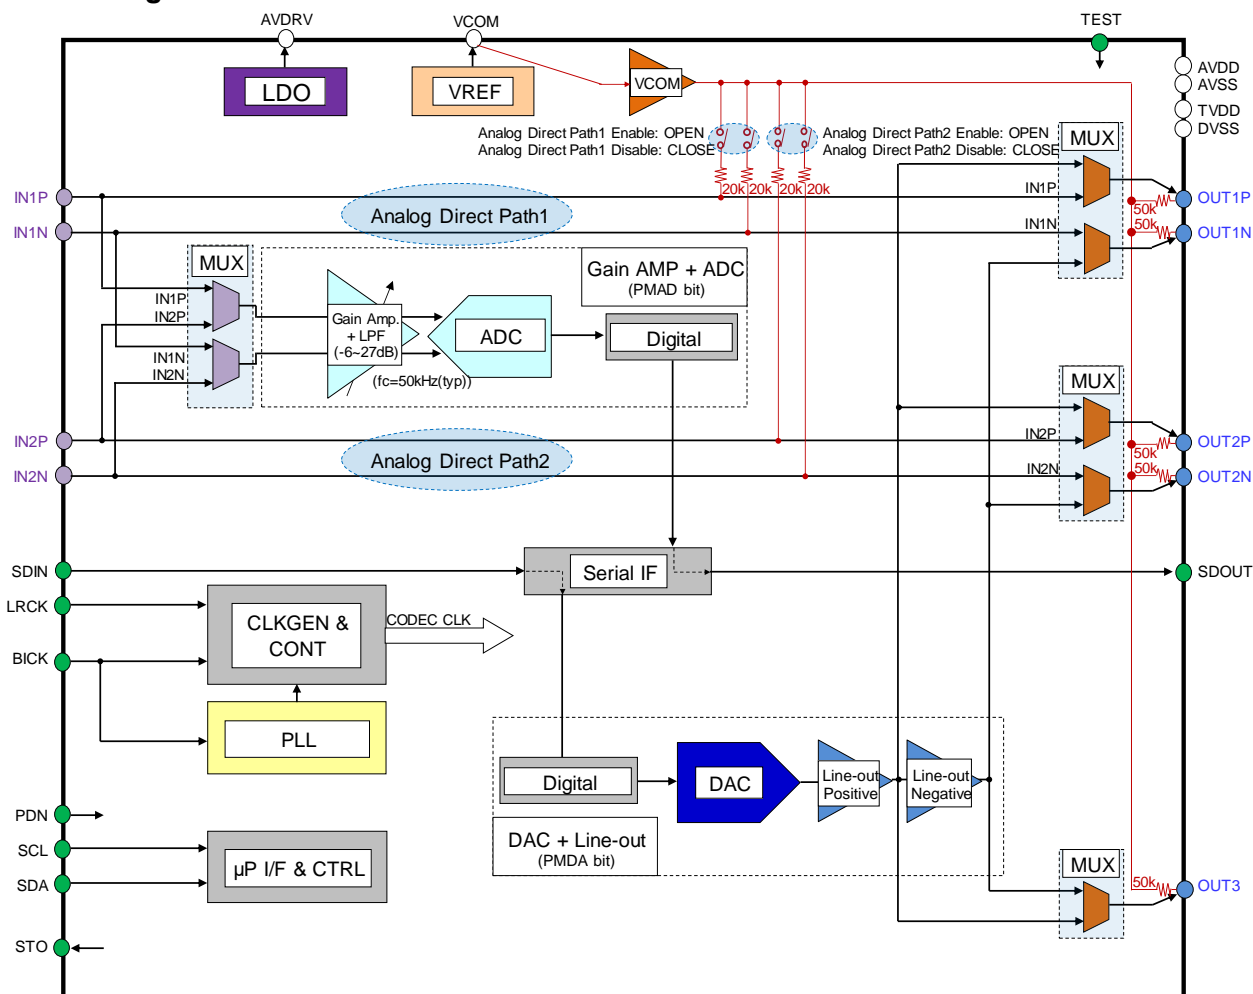 AVDRV
VCOM
TEST
LDO
VREF
VCOM
AVDD
AVSS
TVDD
DVSS
Analog Direct Path1 Enable: OPEN
Analog Direct Path1 Disable: CLOSE
Analog Direct Path2 Enable: OPEN
Analog Direct Path2 Disable: CLOSE
MUX
20k
20k
20k
20k
IN1P
Analog Direct Path1
IN1P
50k
OUT1P
IN1N
IN1N
50k
OUT1N
MUX
IN1P
IN2P
IN1N
IN2N
Gain Amp.
+ LPF
(-6~27dB)
ADC
(fc=50kHz(typ))
Gain AMP + ADC
(PMAD bit)
Digital
MUX
IN2P
Analog Direct Path2
IN2P
50k
OUT2P
IN2N
IN2N
50k
OUT2N
SDIN
Serial IF
SDOUT
LRCK
BICK
CLKGEN &
CONT
CODEC CLK
PLL
Digital
DAC
Line-out
Positive
Line-out
Negative
DAC + Line-out
(PMDA bit)
PDN
SCL
SDA
µP I/F & CTRL
MUX
50k
OUT3
STO